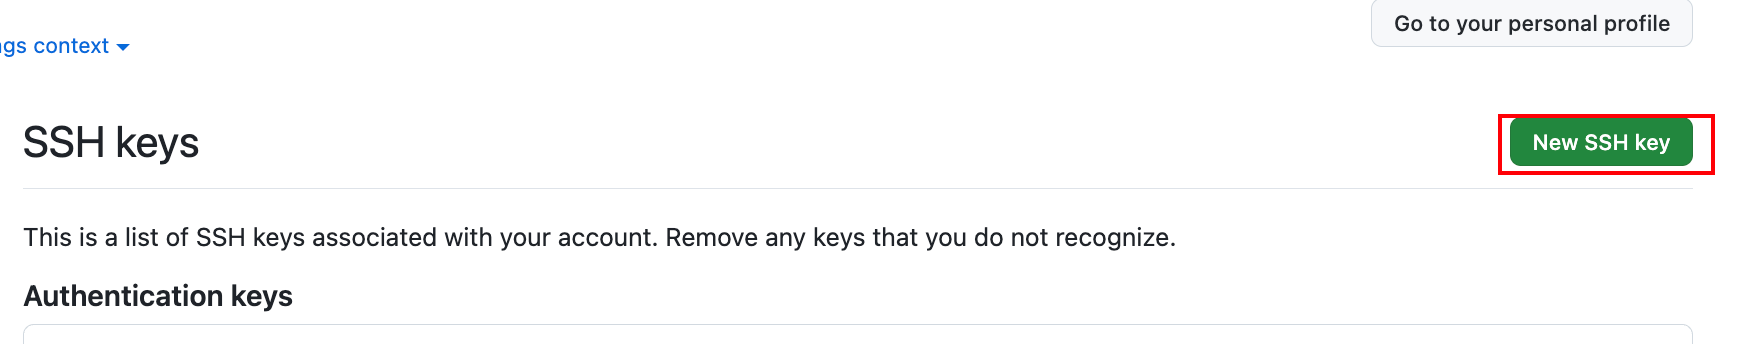 Go to your personal profile
gs context
SSH keys
New SSH key
This is a list of SSH keys associated with your account. Remove any keys that you do not recognize.
Authentication keys